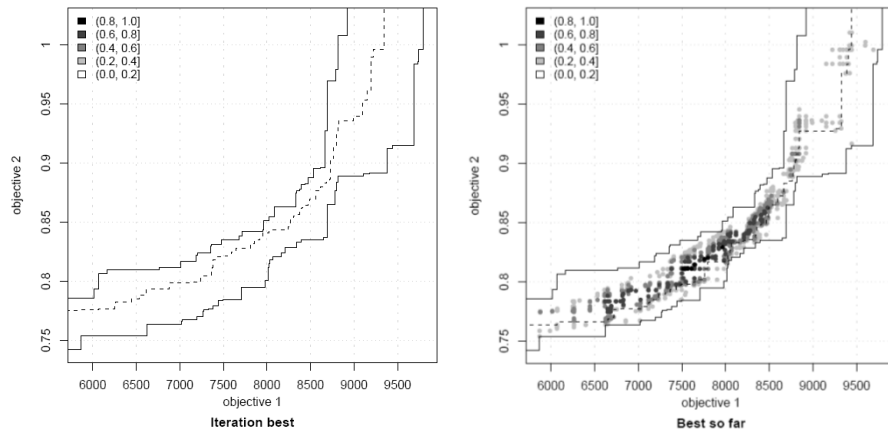 (0.8, 1.0]
(0.6, 0.8]
(0.4, 0.6]
(0.2, 0.4]
(0.0, 0.2]
objective 2
1
0.95
0.9
0.85
0.8
0.75
6000 6500 7000 7500 8000 8500 9000 9500
objective 1
Iteration best
(0.8, 1.0]
(0.6, 0.8]
(0.4, 0.6]
(0.2, 0.4]
(0.0, 0.2]
objective 2
1
0.95
0.9
0.85
0.8
0.75
6000 6500 7000 7500 8000 8500 9000 9500
objective 1
Best so far